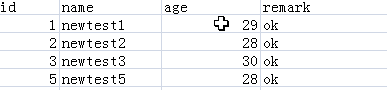 id name age remark
1 newtest1 29 ok
2 newtest2 28 ok
3 newtest3 30 ok
5 newtest5 28 ok